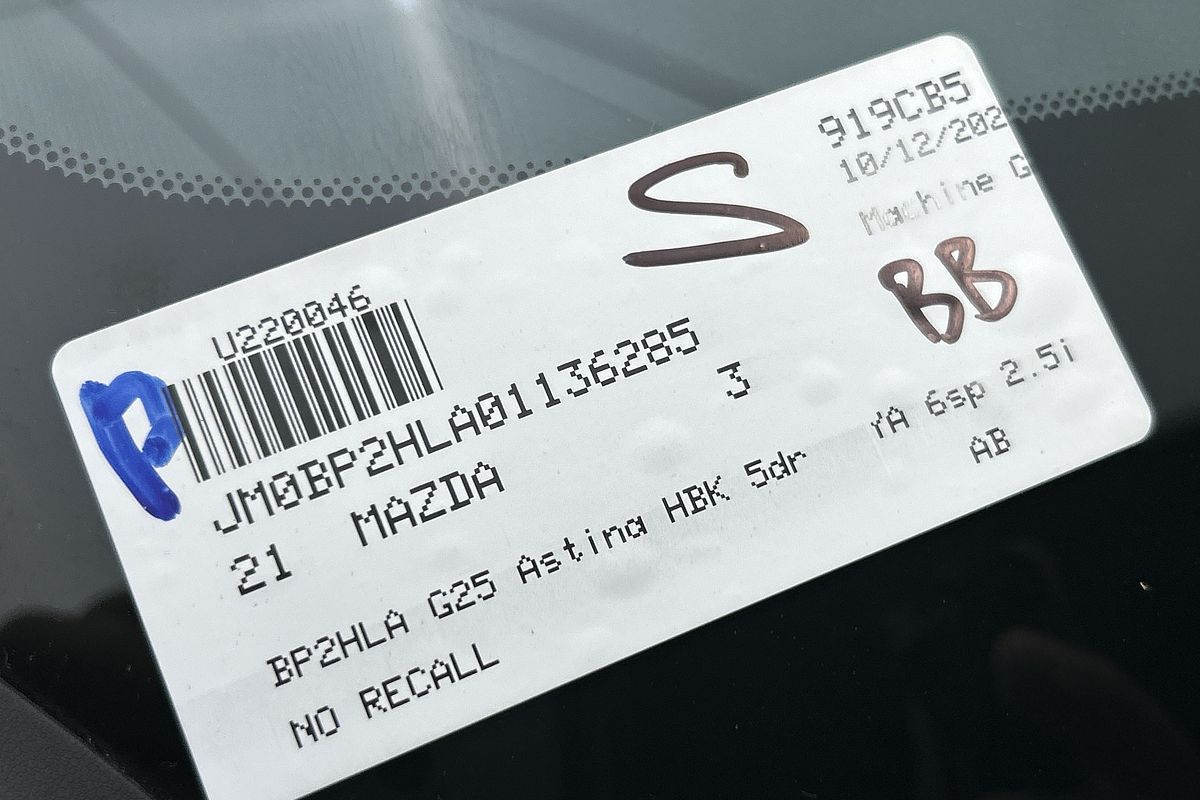 919CB5
10/12/202
Machine G
S
BB
U220046
P
JM0BP2HLA01136285
21 MAZDA 3
BP2HLA G25 Astina HBK 5dr YA 6sp 2.5i
NO RECALL AB